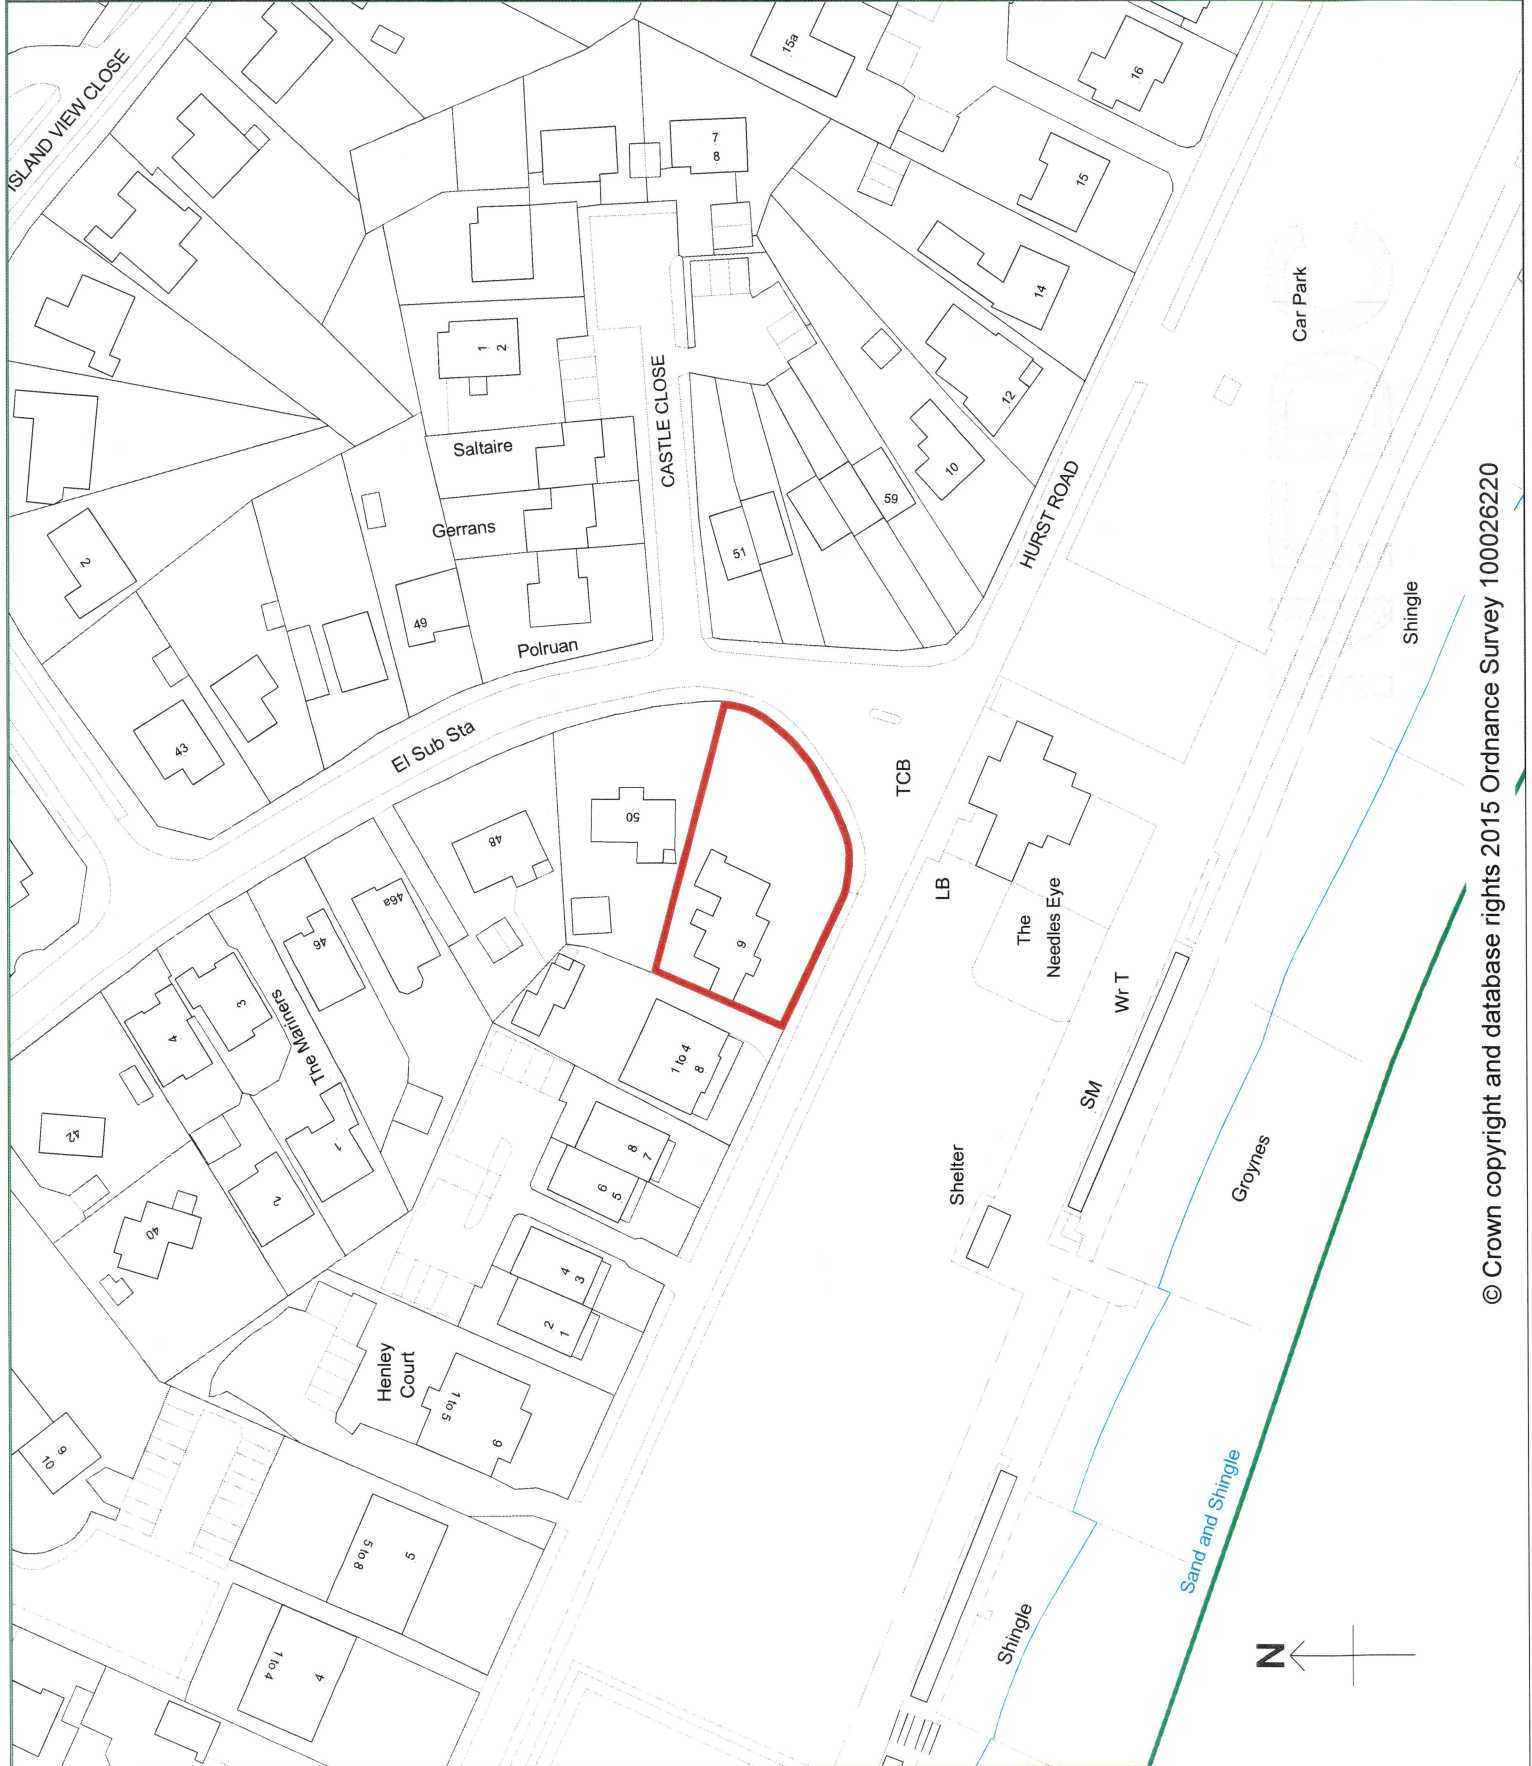 ISLAND VIEW CLOSE
15a
16
7
8
15
14
1
2
12
Saltaire
CASTLE CLOSE
10
59
51
Gerrans
49
Polruan
HURST ROAD
Car Park
Shingle
2
43
El Sub Sta
50
48
46a
46
TCB
9
LB
The
Needles Eye
Wr T
3
4
The Mariners
1
2
42
40
1 to 4
8
8
7
6
5
4
3
2
1
SM
Shelter
Groynes
Henley
Court
1 to 5
6
9
10
5 to 8
5
1 to 4
4
Sand and Shingle
Shingle
N
© Crown copyright and database rights 2015 Ordnance Survey 100026220